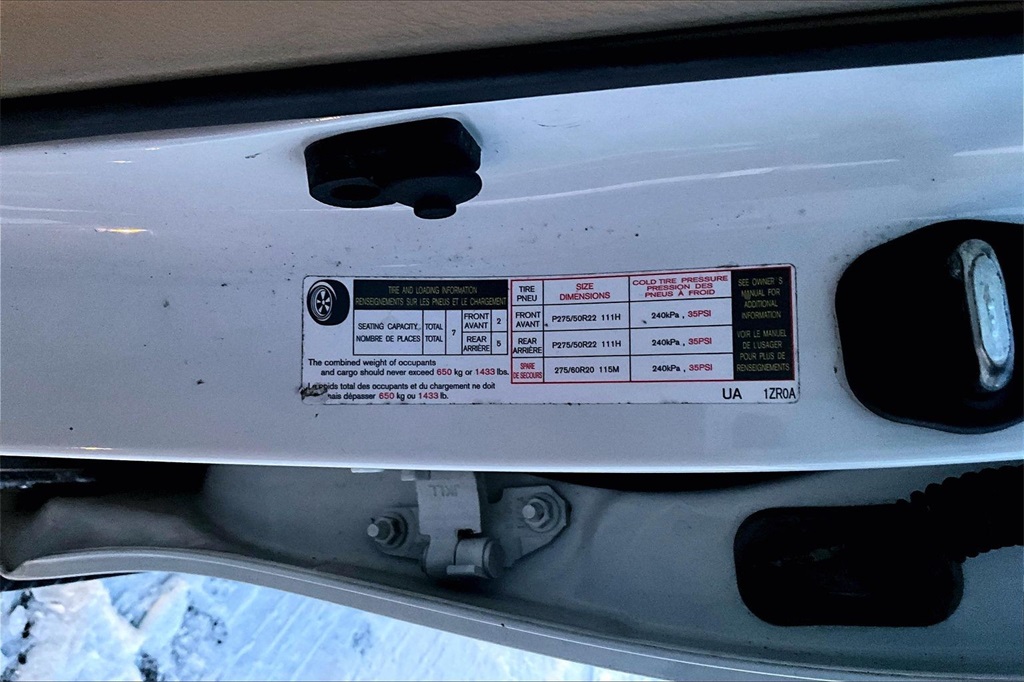 TIRE AND LOADING INFORMATION
RENSEIGNEMENTS SUR LES PNEUS ET LE CHARGEMENT
SEATING CAPACITY TOTAL 7 FRONT AVANT 2
NOMBRE DE PLACES TOTAL REAR ARRIÈRE 5
The combined weight of occupants
and cargo should never exceed 650 kg or 1433 lbs.
poids total des occupants et du chargement ne doit
jamais dépasser 650 kg ou 1433 lb.
TIRE PNEU SIZE DIMENSIONS COLD TIRE PRESSURE PRESSION DES PNEUS À FROID
FRONT AVANT P275/50R22 111H 240kPa , 35PSI
REAR ARRIÈRE P275/50R22 111H 240kPa , 35PSI
SPARE DE SECOURS 275/60R20 115M 240kPa , 35PSI
SEE OWNER'S
MANUAL FOR
ADDITIONAL
INFORMATION
VOIR LE MANUEL
DE L'USAGER
POUR PLUS DE
RENSEIGNEMENTS
UA 1ZR0A